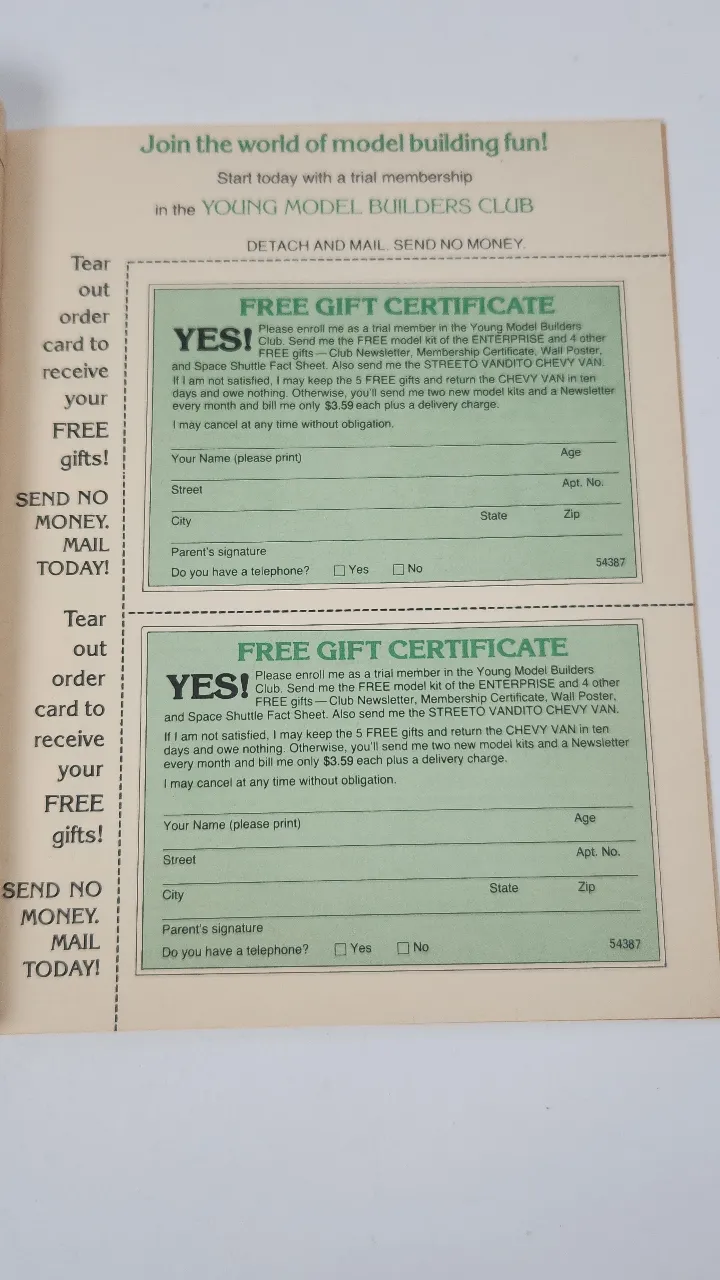 Join the world of model building fun!
Start today with a trial membership
in the YOUNG MODEL BUILDERS CLUB
DETACH AND MAIL. SEND NO MONEY.
Tear
out
order
card to
receive
your
FREE
gifts!
SEND NO
MONEY.
MAIL
TODAY!
FREE GIFT CERTIFICATE
YES! Please enroll me as a trial member in the Young Model Builders
Club. Send me the FREE model kit of the ENTERPRISE and 4 other
FREE gifts — Club Newsletter, Membership Certificate, Wall Poster,
and Space Shuttle Fact Sheet. Also send me the STREETO VANDITO CHEVY VAN.
If I am not satisfied, I may keep the 5 FREE gifts and return the CHEVY VAN in ten
days and owe nothing. Otherwise, you'll send me two new model kits and a Newsletter
every month and bill me only $3.59 each plus a delivery charge.
I may cancel at any time without obligation.
Your Name (please print) Age
Street Apt. No.
City State Zip
Parent's signature
Do you have a telephone? Yes No 54387
Tear
out
order
card to
receive
your
FREE
gifts!
SEND NO
MONEY.
MAIL
TODAY!
FREE GIFT CERTIFICATE
YES! Please enroll me as a trial member in the Young Model Builders
Club. Send me the FREE model kit of the ENTERPRISE and 4 other
FREE gifts — Club Newsletter, Membership Certificate, Wall Poster,
and Space Shuttle Fact Sheet. Also send me the STREETO VANDITO CHEVY VAN.
If I am not satisfied, I may keep the 5 FREE gifts and return the CHEVY VAN in ten
days and owe nothing. Otherwise, you'll send me two new model kits and a Newsletter
every month and bill me only $3.59 each plus a delivery charge.
I may cancel at any time without obligation.
Your Name (please print) Age
Street Apt. No.
City State Zip
Parent's signature
Do you have a telephone? Yes No 54387